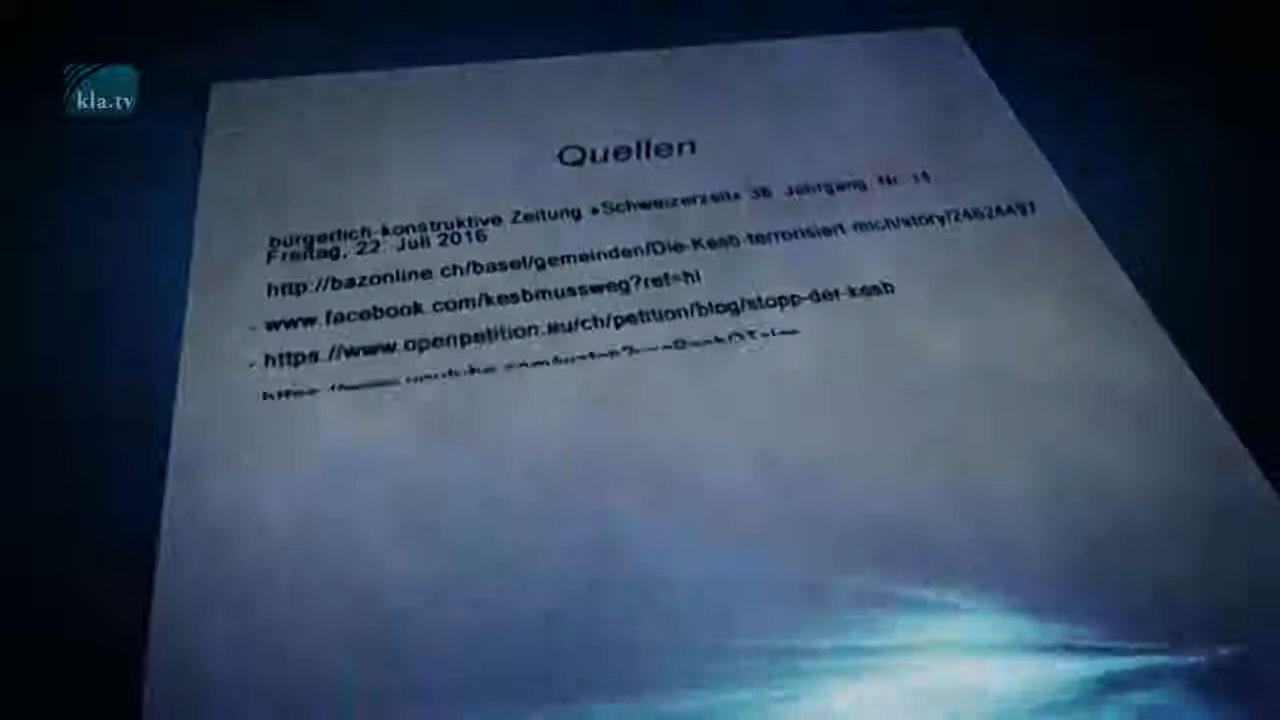 kla.tv
Quellen
bürgerlich-konstruktive Zeitung »Schweizerzeit« 38. Jahrgang, Nr.
Freitag, 22. Juli 2016
http://bazonline.ch/basel/gemeinden/Die-Kesb-terrorisiert-mich/story/24624497
- www.facebook.com/kesbmussweg?ref=hl
- https://www.openpetition.eu/ch/petition/blog/stopp-der-kesb